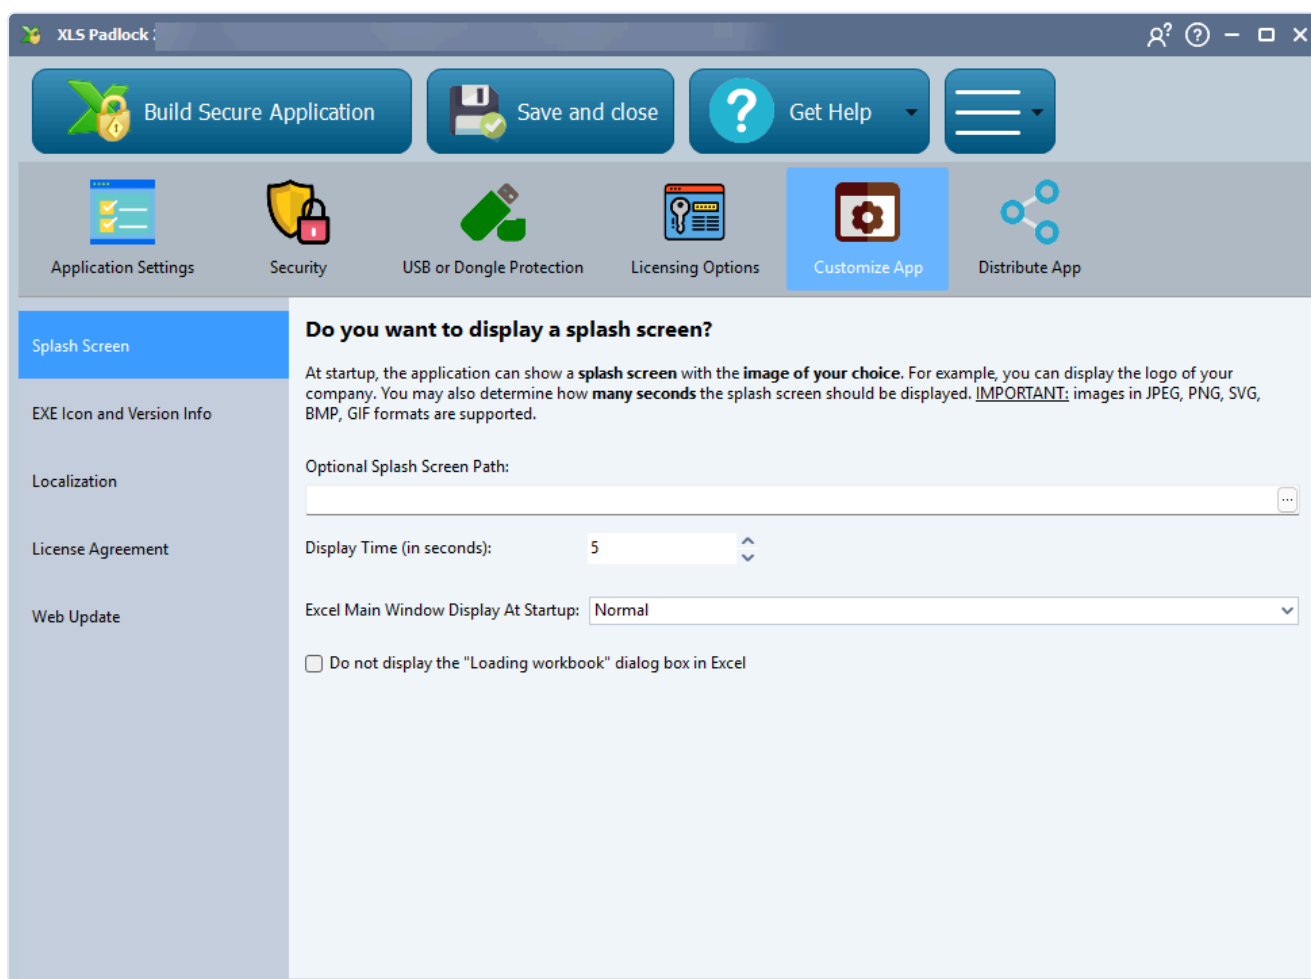 XLS Padlock
Build Secure Application
Save and close
Get Help
Application Settings
Security
USB or Dongle Protection
Licensing Options
Customize App
Distribute App
Splash Screen
EXE Icon and Version Info
Localization
License Agreement
Web Update
Do you want to display a splash screen?
At startup, the application can show a splash screen with the image of your choice. For example, you can display the logo of your
company. You may also determine how many seconds the splash screen should be displayed. IMPORTANT: images in JPEG, PNG, SVG,
BMP, GIF formats are supported.
Optional Splash Screen Path:
...
Display Time (in seconds): 5
Excel Main Window Display At Startup: Normal
Do not display the "Loading workbook" dialog box in Excel